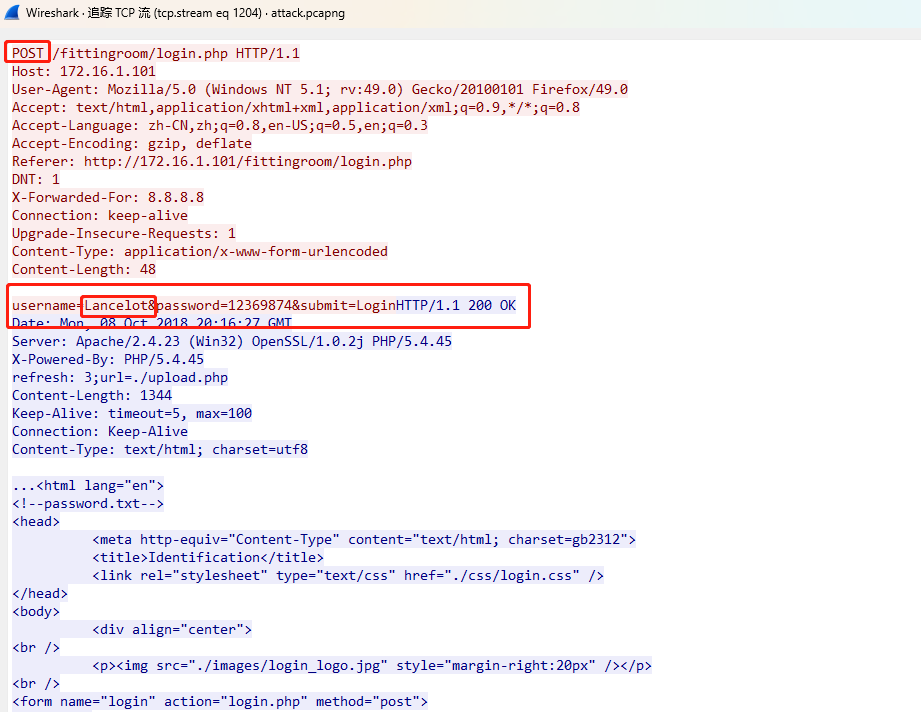 Wireshark · 追踪 TCP 流 (tcp.stream eq 1204) · attack.pcapng
POST /fittingroom/login.php HTTP/1.1
Host: 172.16.1.101
User-Agent: Mozilla/5.0 (Windows NT 5.1; rv:49.0) Gecko/20100101 Firefox/49.0
Accept: text/html,application/xhtml+xml,application/xml;q=0.9,*/*;q=0.8
Accept-Language: zh-CN,zh;q=0.8,en-US;q=0.5,en;q=0.3
Accept-Encoding: gzip, deflate
Referer: http://172.16.1.101/fittingroom/login.php
DNT: 1
X-Forwarded-For: 8.8.8.8
Connection: keep-alive
Upgrade-Insecure-Requests: 1
Content-Type: application/x-www-form-urlencoded
Content-Length: 48
username=Lancelot&password=12369874&submit=LoginHTTP/1.1 200 OK
Date: Mon, 08 Oct 2018 20:16:27 GMT
Server: Apache/2.4.23 (Win32) OpenSSL/1.0.2j PHP/5.4.45
X-Powered-By: PHP/5.4.45
refresh: 3;url=./upload.php
Content-Length: 1344
Keep-Alive: timeout=5, max=100
Connection: Keep-Alive
Content-Type: text/html; charset=utf8
...<html lang="en">
<!--password.txt-->
<head>
<meta http-equiv="Content-Type" content="text/html; charset=gb2312">
<title>Identification</title>
<link rel="stylesheet" type="text/css" href="./css/login.css" />
</head>
<body>
<div align="center">
<br />
<p><img src="./images/login_logo.jpg" style="margin-right:20px" /></p>
<br />
<form name="login" action="login.php" method="post">